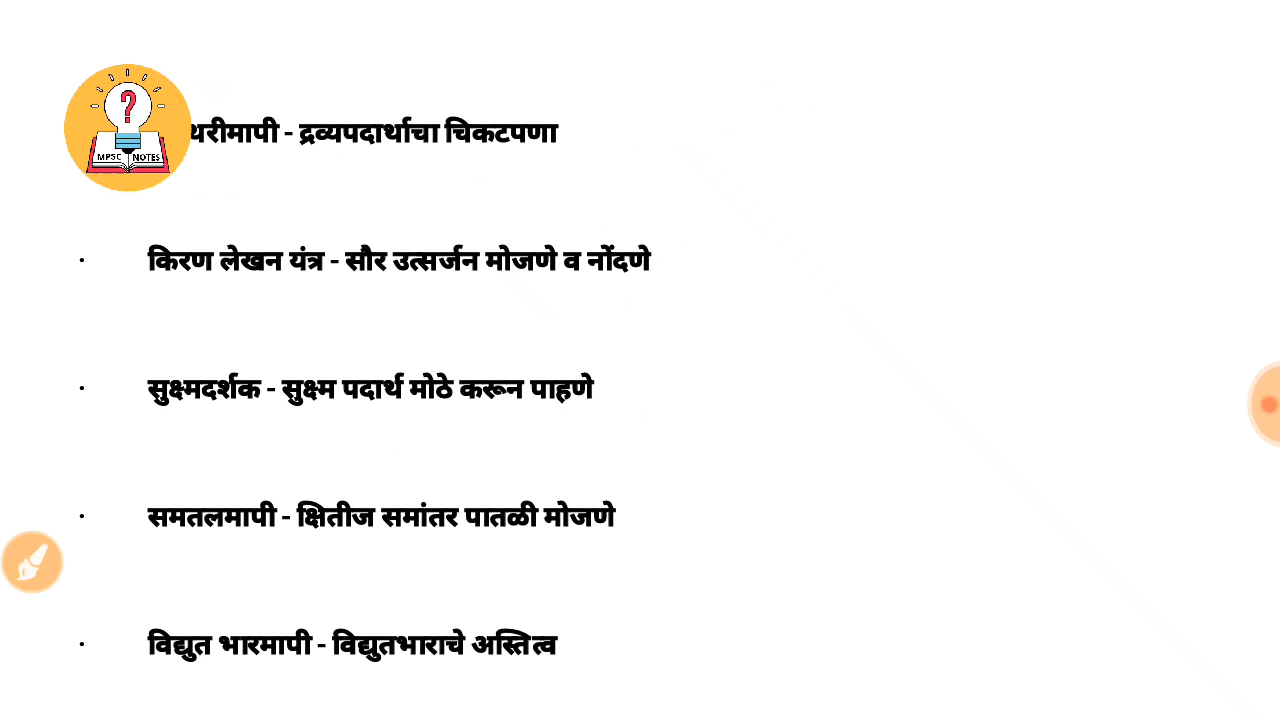 MPSC NOTES
थरीमापी - द्रव्यपदार्थाचा चिकटपणा
· किरण लेखन यंत्र - सौर उत्सर्जन मोजणे व नोंदणे
· सुक्ष्मदर्शक - सुक्ष्म पदार्थ मोठे करून पाहणे
· समतलमापी - क्षितीज समांतर पातळी मोजणे
· विद्युत भारमापी - विद्युतभाराचे अस्तित्व